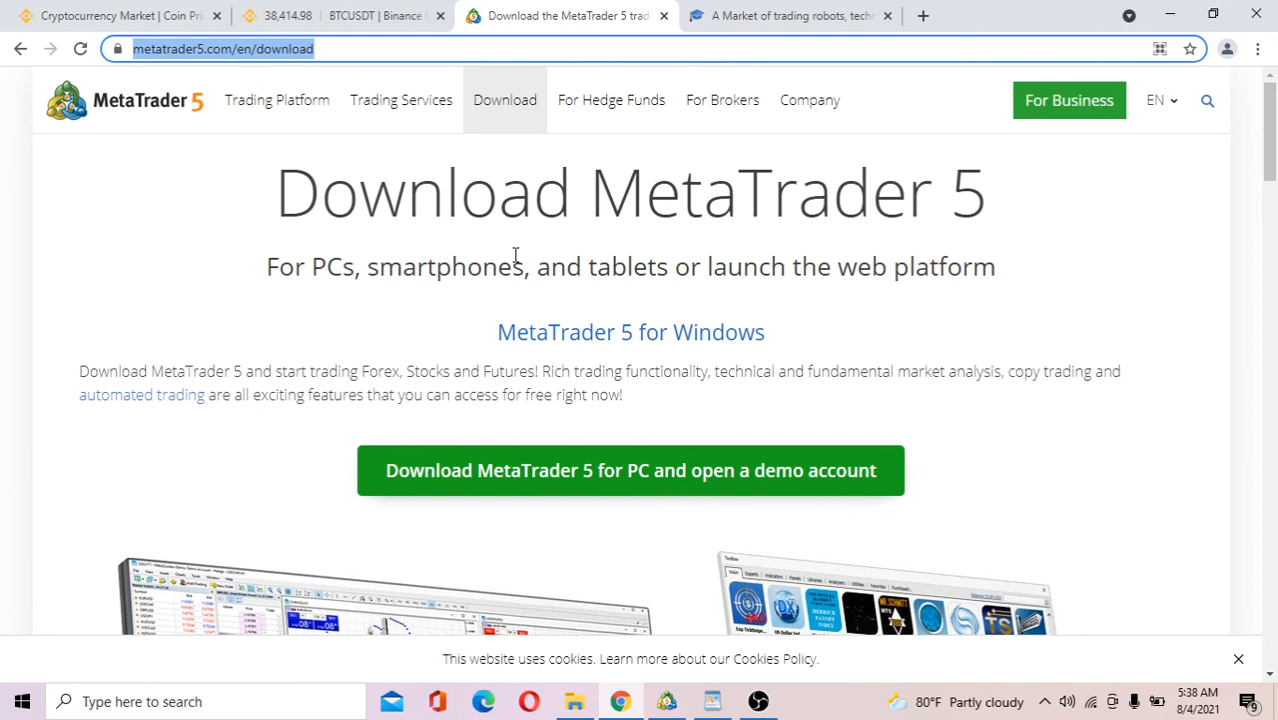 Cryptocurrency Market | Coin Pri
38,414.98 BTCUSDT | Binance S
Download the MetaTrader 5 trad
A Market of trading robots, techn
metatrader5.com/en/download
MetaTrader 5
Trading Platform
Trading Services
Download
For Hedge Funds
For Brokers
Company
For Business
EN
Download MetaTrader 5
For PCs, smartphones, and tablets or launch the web platform
MetaTrader 5 for Windows
Download MetaTrader 5 and start trading Forex, Stocks and Futures! Rich trading functionality, technical and fundamental market analysis, copy trading and
automated trading are all exciting features that you can access for free right now!
Download MetaTrader 5 for PC and open a demo account
Toolbox
Main Experts
This website uses cookies. Learn more about our Cookies Policy.
Type here to search
80°F Partly cloudy
5:38 AM
8/4/2021
9